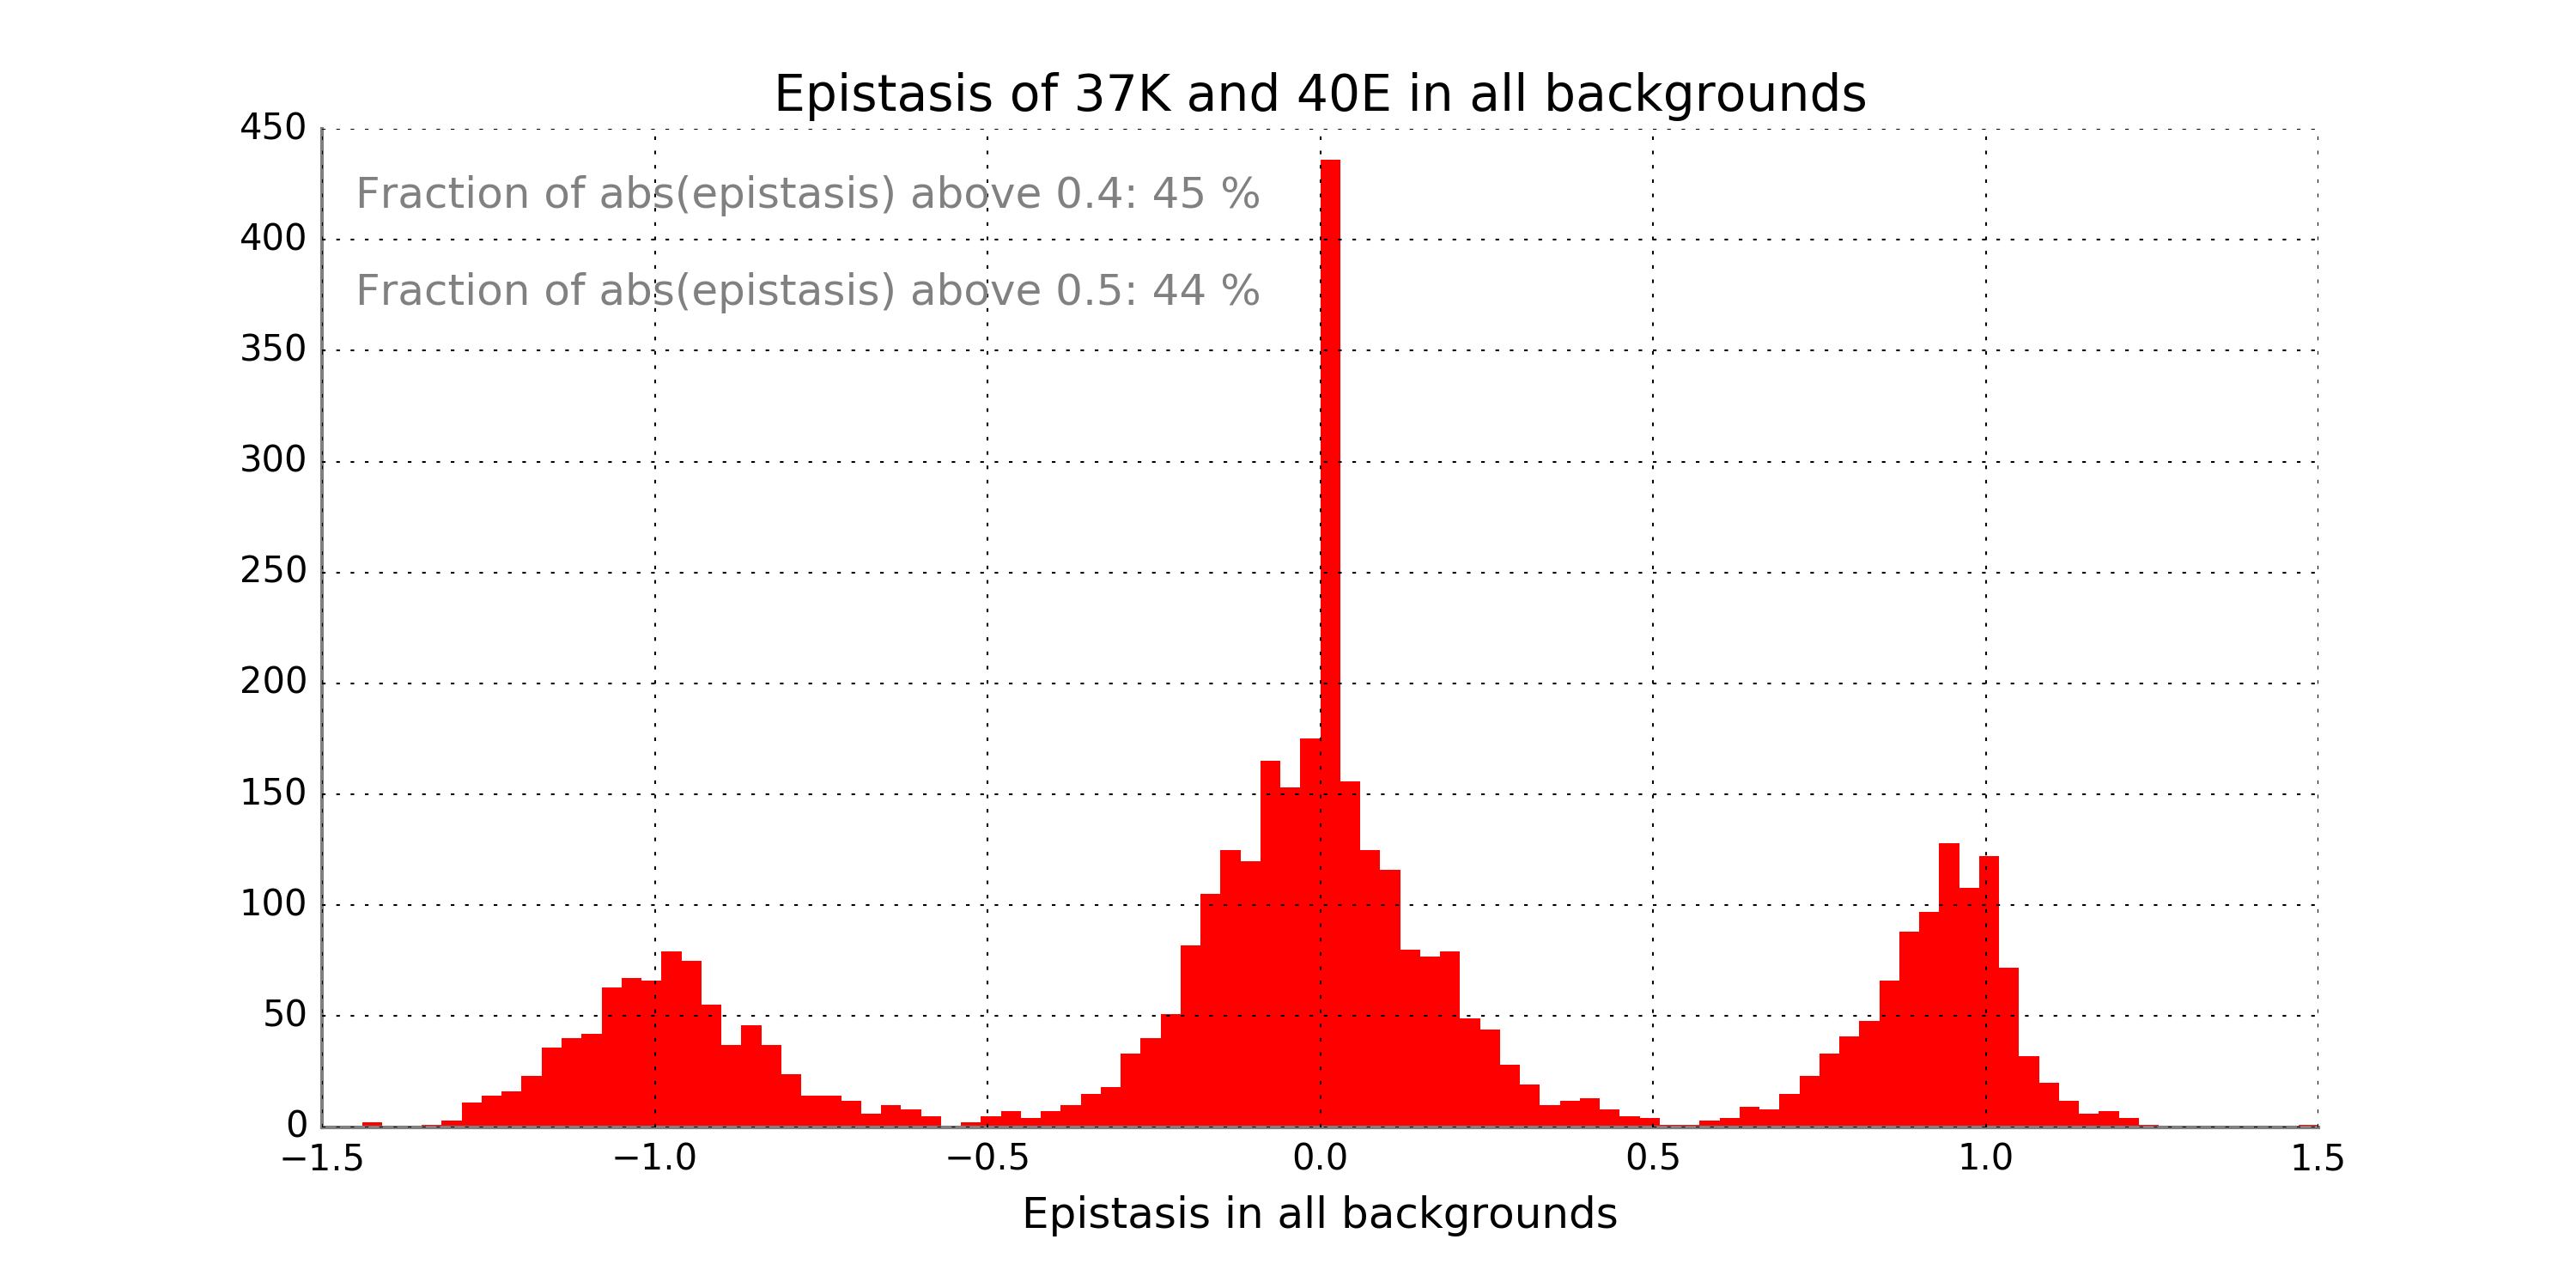 Epistasis of 37K and 40E in all backgrounds
450
Fraction of abs(epistasis) above 0.4: 45 %
400
Fraction of abs(epistasis) above 0.5: 44 %
350
300
250
200
150
100
50
0
−1.5 −1.0 −0.5 0.0 0.5 1.0 1.5
Epistasis in all backgrounds